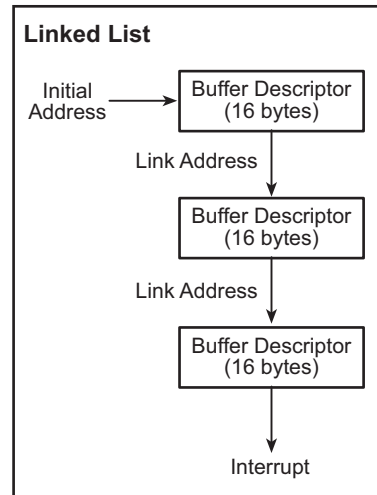 Linked List
Initial
Address
Buffer Descriptor
(16 bytes)
Link Address
Buffer Descriptor
(16 bytes)
Link Address
Buffer Descriptor
(16 bytes)
Interrupt